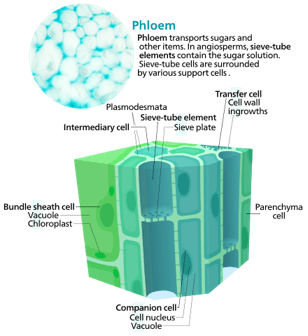 Phloem
Phloem transports sugars and
other items. In angiosperms, sieve-tube
elements contain the sugar solution.
Sieve-tube cells are surrounded
by various support cells .
Transfer cell
Cell wall
ingrowths
Plasmodesmata
Sieve-tube element
Intermediary cell
Sieve plate
Bundle sheath cell
Vacuole
Chloroplast
Parenchyma
cell
Companion cell
Cell nucleus
Vacuole